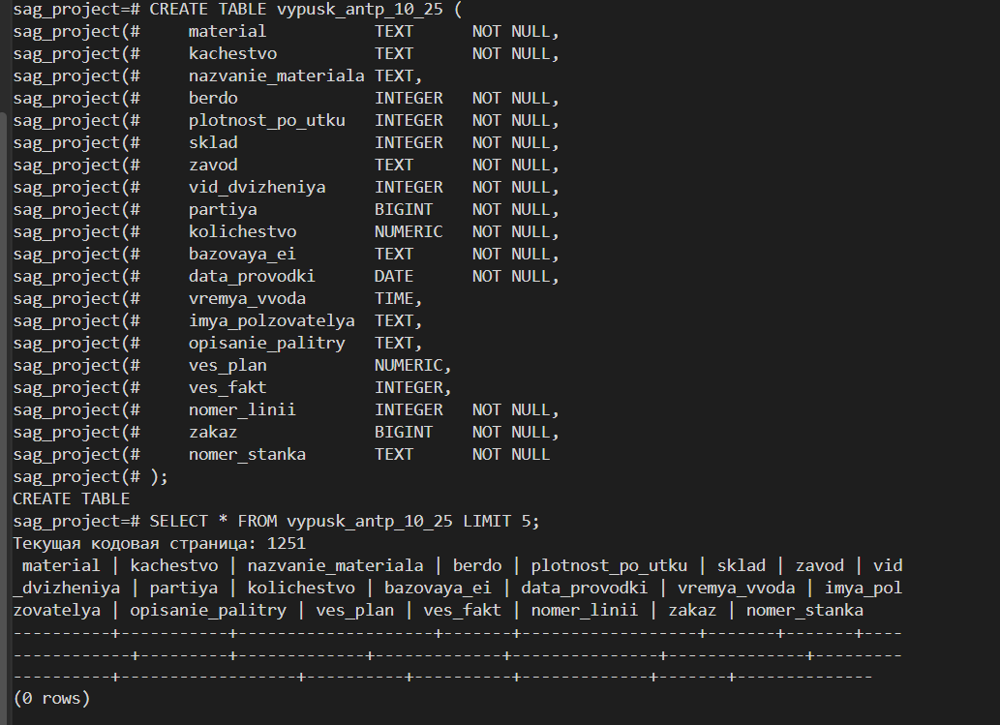 sag_project=# CREATE TABLE vypusk_antp_10_25 (
sag_project(#     material           TEXT      NOT NULL,
sag_project(#     kachestvo          TEXT      NOT NULL,
sag_project(#     nazvanie_materiala TEXT,
sag_project(#     berdo              INTEGER   NOT NULL,
sag_project(#     plotnost_po_utku   INTEGER   NOT NULL,
sag_project(#     sklad              INTEGER   NOT NULL,
sag_project(#     zavod              TEXT      NOT NULL,
sag_project(#     vid_dvizheniya     INTEGER   NOT NULL,
sag_project(#     partiya            BIGINT    NOT NULL,
sag_project(#     kolichestvo        NUMERIC   NOT NULL,
sag_project(#     bazovaya_ei        TEXT      NOT NULL,
sag_project(#     data_provodki      DATE      NOT NULL,
sag_project(#     vremya_vvoda       TIME,
sag_project(#     imya_polzovatelya  TEXT,
sag_project(#     opisanie_palitry   TEXT,
sag_project(#     ves_plan           NUMERIC,
sag_project(#     ves_fakt           INTEGER,
sag_project(#     nomer_linii        INTEGER   NOT NULL,
sag_project(#     zakaz              BIGINT    NOT NULL,
sag_project(#     nomer_stanka       TEXT      NOT NULL
sag_project(# );
CREATE TABLE
sag_project=# SELECT * FROM vypusk_antp_10_25 LIMIT 5;
Текущая кодовая страница: 1251
 material | kachestvo | nazvanie_materiala | berdo | plotnost_po_utku | sklad | zavod | vid
_dvizheniya | partiya | kolichestvo | bazovaya_ei | data_provodki | vremya_vvoda | imya_pol
zovatelya | opisanie_palitry | ves_plan | ves_fakt | nomer_linii | zakaz | nomer_stanka
----------+-----------+--------------------+-------+------------------+-------+-------+----
------------+---------+-------------+-------------+---------------+--------------+---------
----------+------------------+----------+----------+-------------+-------+--------------
(0 rows)